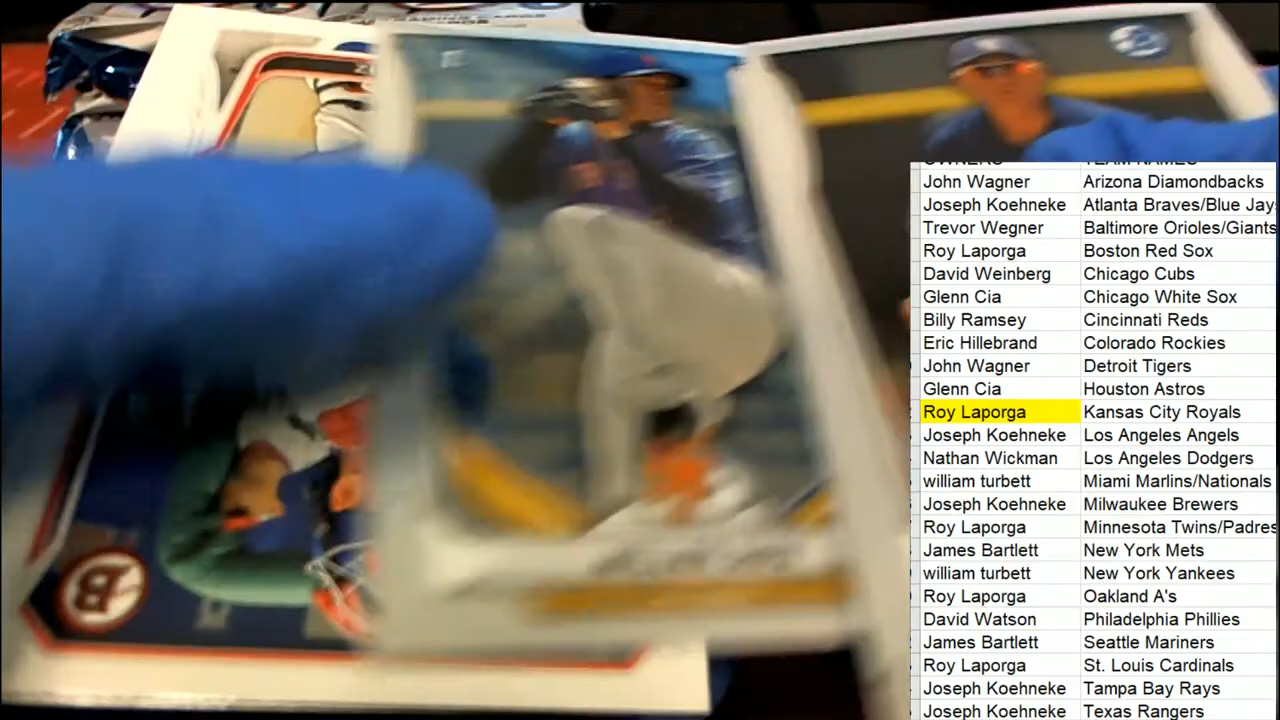 OWNERS TEAM NAMES
John Wagner Arizona Diamondbacks
Joseph Koehneke Atlanta Braves/Blue Jay
Trevor Wegner Baltimore Orioles/Giants
Roy Laporga Boston Red Sox
David Weinberg Chicago Cubs
Glenn Cia Chicago White Sox
Billy Ramsey Cincinnati Reds
Eric Hillebrand Colorado Rockies
John Wagner Detroit Tigers
Glenn Cia Houston Astros
Roy Laporga Kansas City Royals
Joseph Koehneke Los Angeles Angels
Nathan Wickman Los Angeles Dodgers
william turbett Miami Marlins/Nationals
Joseph Koehneke Milwaukee Brewers
Roy Laporga Minnesota Twins/Padres
James Bartlett New York Mets
william turbett New York Yankees
Roy Laporga Oakland A's
David Watson Philadelphia Phillies
James Bartlett Seattle Mariners
Roy Laporga St. Louis Cardinals
Joseph Koehneke Tampa Bay Rays
Joseph Koehneke Texas Rangers
B